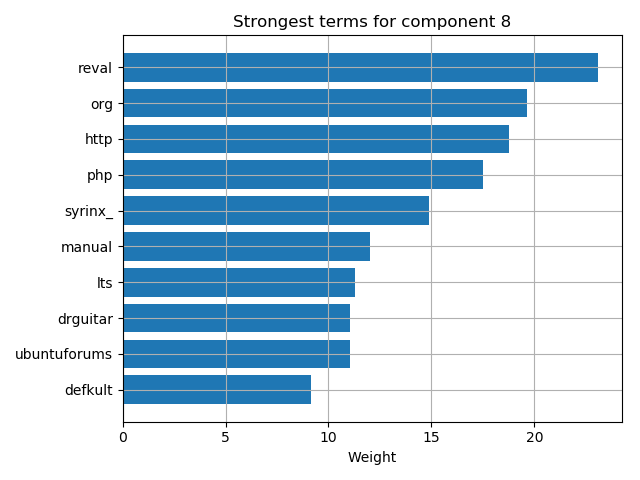 Strongest terms for component 8
reval
org
http
php
syrinx_
manual
lts
drguitar
ubuntuforums
defkult
0 5 10 15 20
Weight